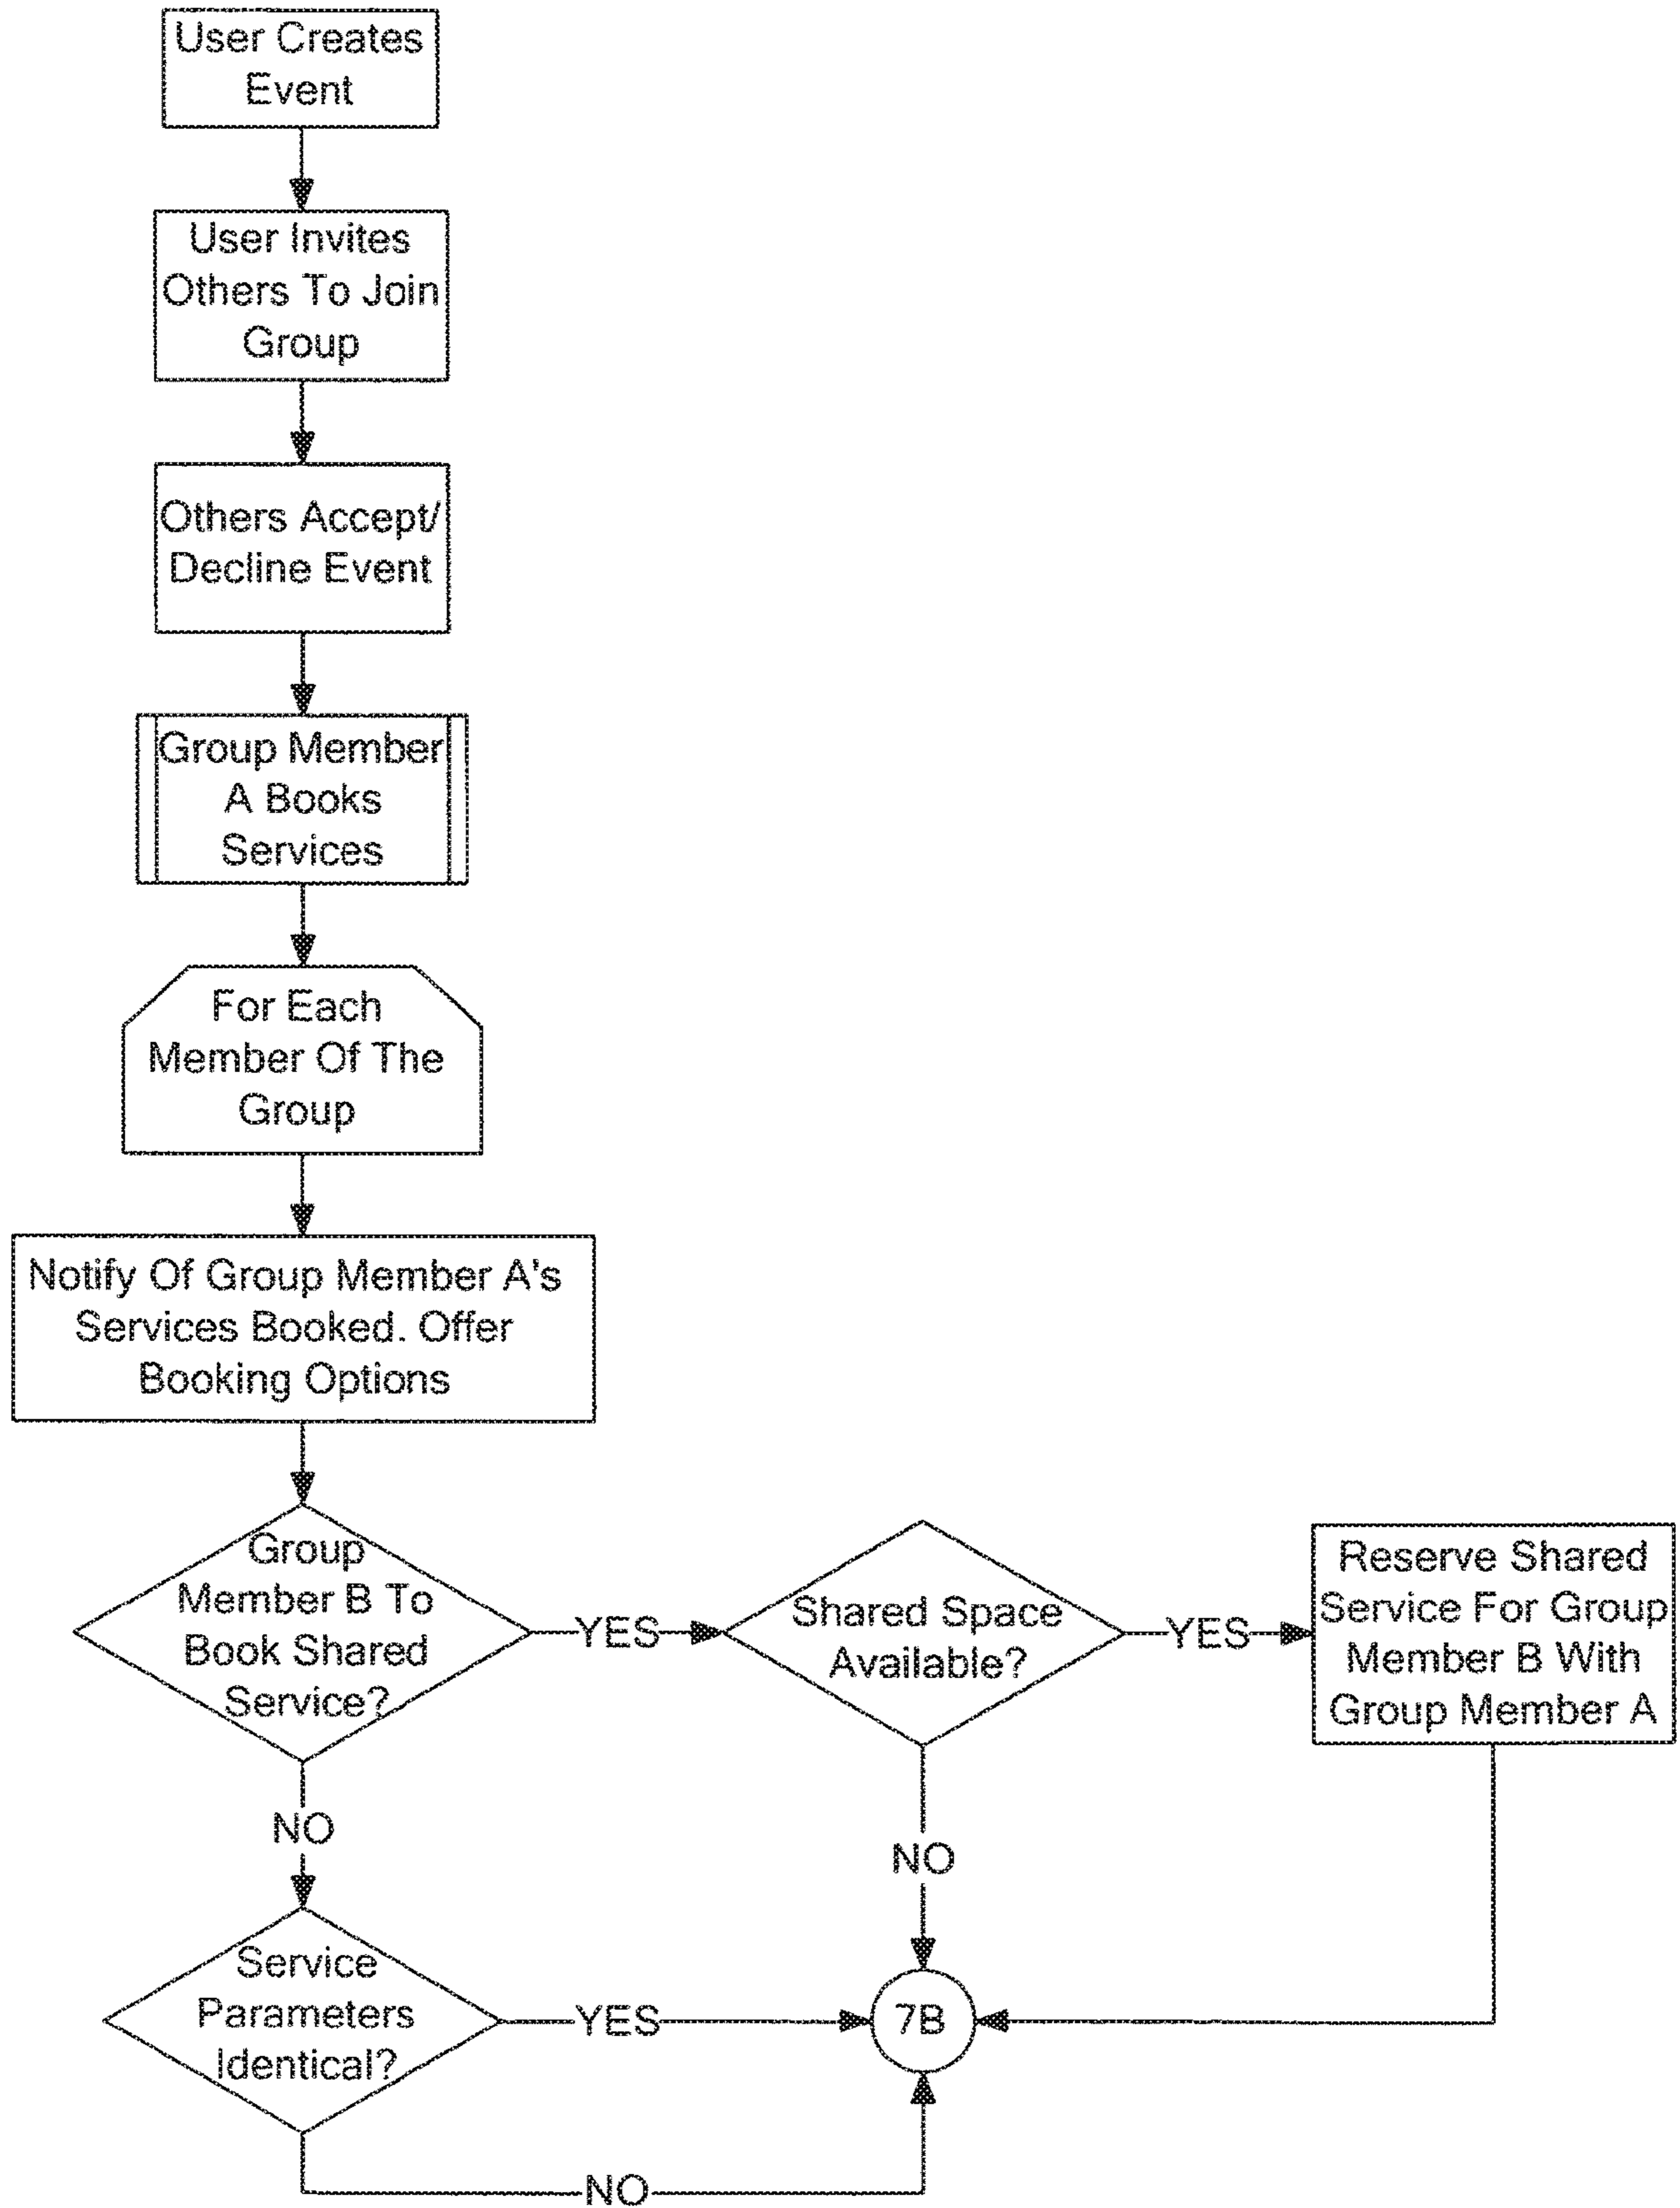 User Creates
Event
User Invites
Others To Join
Group
Others Accept/
Decline Event
Group Member
A Books
Services
For Each
Member Of The
Group
Notify Of Group Member A's
Services Booked. Offer
Booking Options
Group
Member B To
Book Shared
Service?
YES
Shared Space
Available?
YES
Reserve Shared
Service For Group
Member B With
Group Member A
NO
NO
Service
Parameters
Identical?
YES
7B
NO